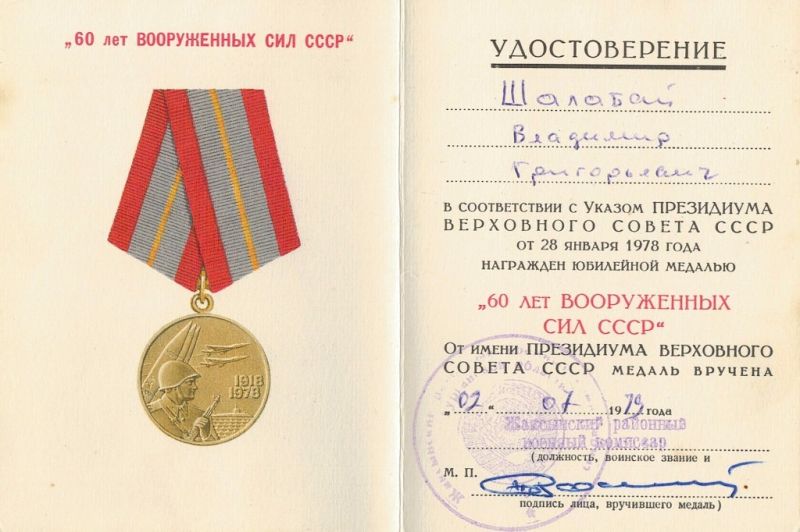 „60 лет ВООРУЖЕННЫХ СИЛ СССР“
1918
1978
УДОСТОВЕРЕНИЕ
Шалабай
Владимир
Григорьевич
В СООТВЕТСТВИИ С УКАЗОМ ПРЕЗИДИУМА
ВЕРХОВНОГО СОВЕТА СССР
ОТ 28 ЯНВАРЯ 1978 ГОДА
НАГРАЖДЕН ЮБИЛЕЙНОЙ МЕДАЛЬЮ
„60 ЛЕТ ВООРУЖЕННЫХ
СИЛ СССР“
ОТ ИМЕНИ ПРЕЗИДИУМА ВЕРХОВНОГО
СОВЕТА СССР МЕДАЛЬ ВРУЧЕНА
„02“ 07 1979 года
Жаксынский районный
военный комиссар
(должность, воинское звание и
М. П.
подпись лица, вручившего медаль)